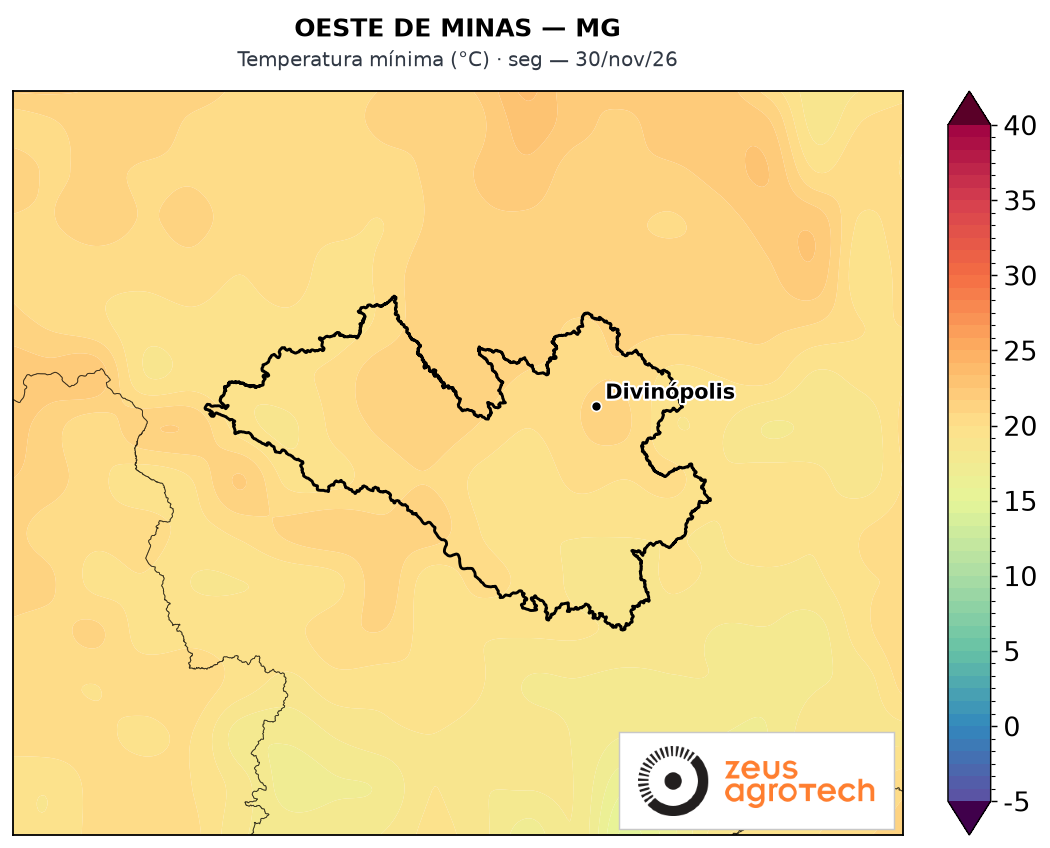 OESTE DE MINAS — MG
Temperatura mínima (°C) · seg — 30/nov/26
Divinópolis
40
35
30
25
20
15
10
5
0
-5
zeus
agrotech